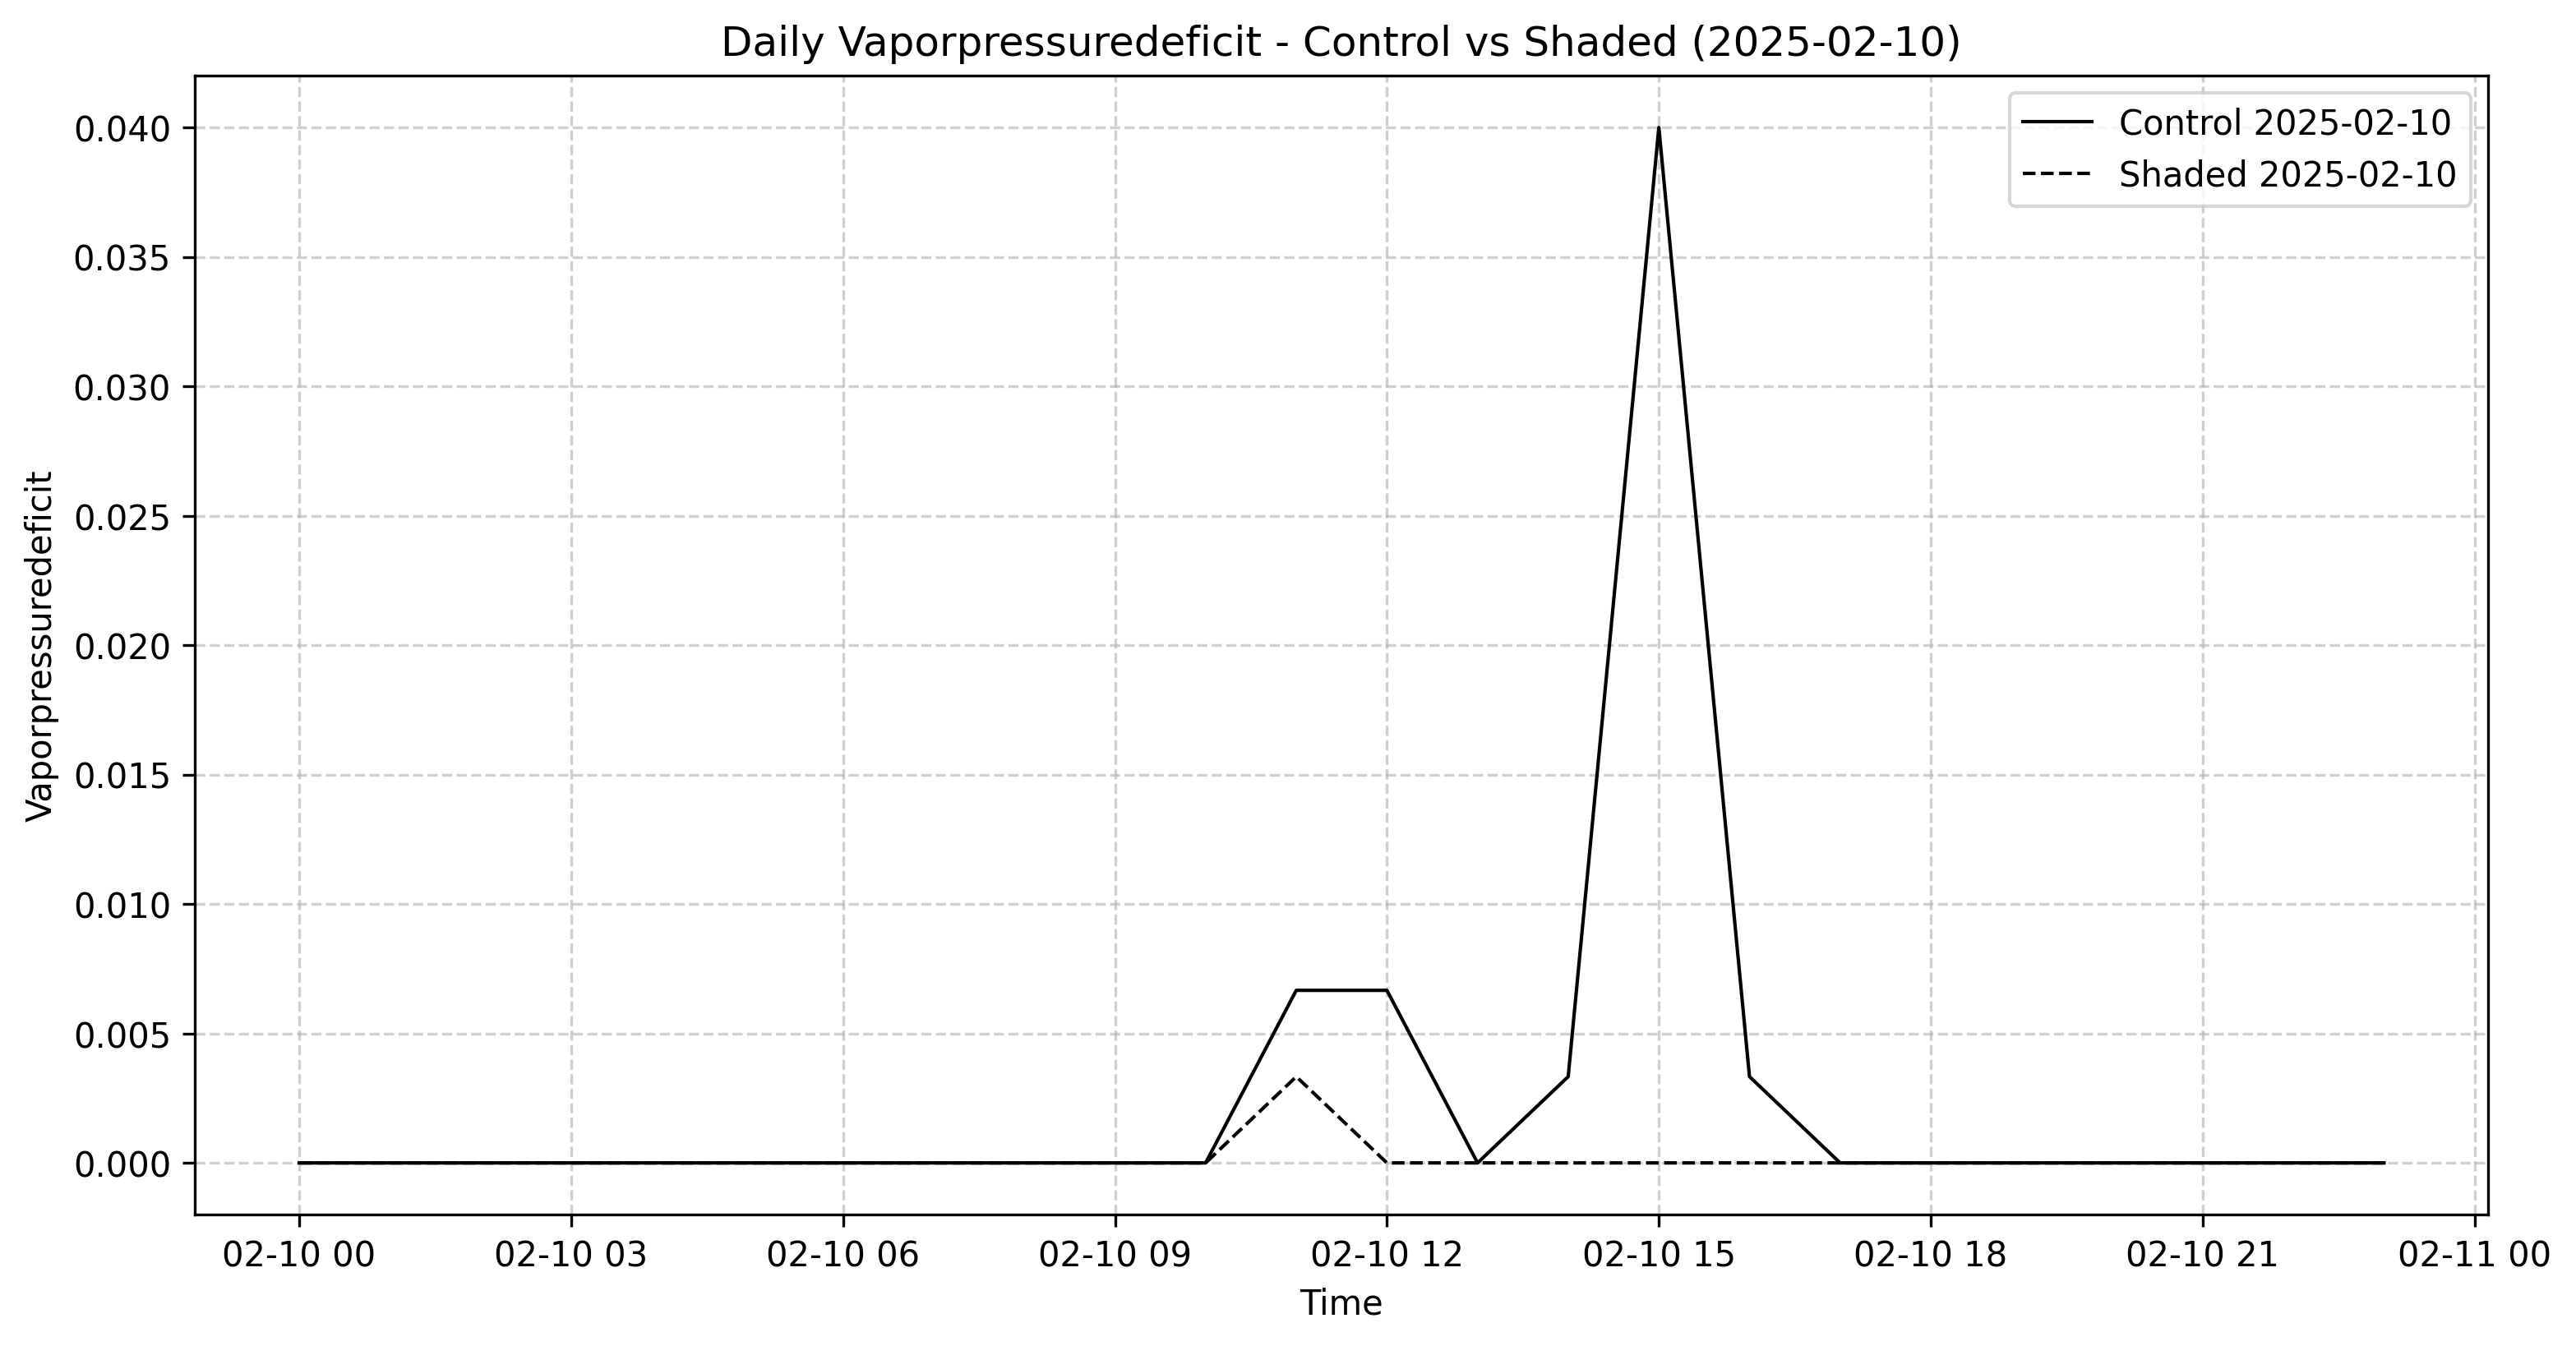 Daily Vaporpressuredeficit - Control vs Shaded (2025-02-10)
Control 2025-02-10
Shaded 2025-02-10
Vaporpressuredeficit
0.040
0.035
0.030
0.025
0.020
0.015
0.010
0.005
0.000
02-10 00 02-10 03 02-10 06 02-10 09 02-10 12 02-10 15 02-10 18 02-10 21 02-11 00
Time